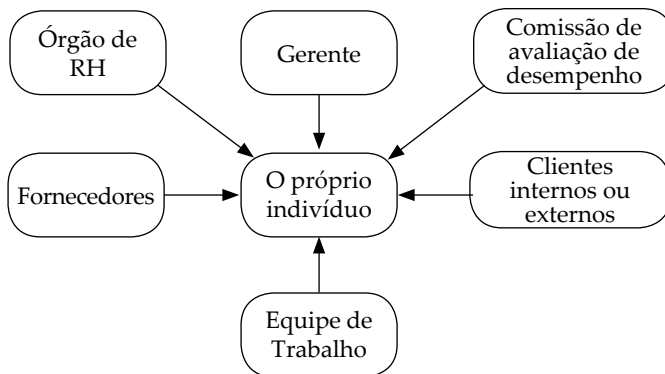 Órgão de
RH
Gerente
Comissão de
avaliação de
desempenho
Fornecedores
O próprio
indivíduo
Clientes
internos ou
externos
Equipe de
Trabalho